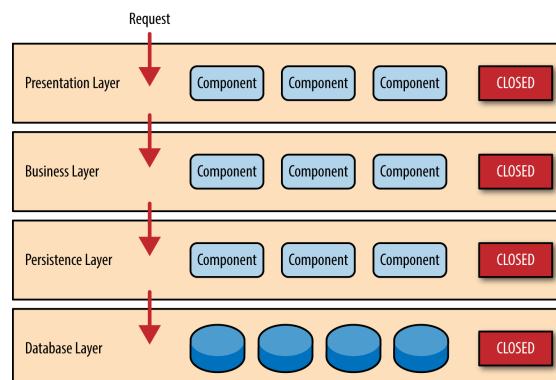 Request
Presentation Layer Component Component Component CLOSED
Business Layer Component Component Component CLOSED
Persistence Layer Component Component Component CLOSED
Database Layer CLOSED